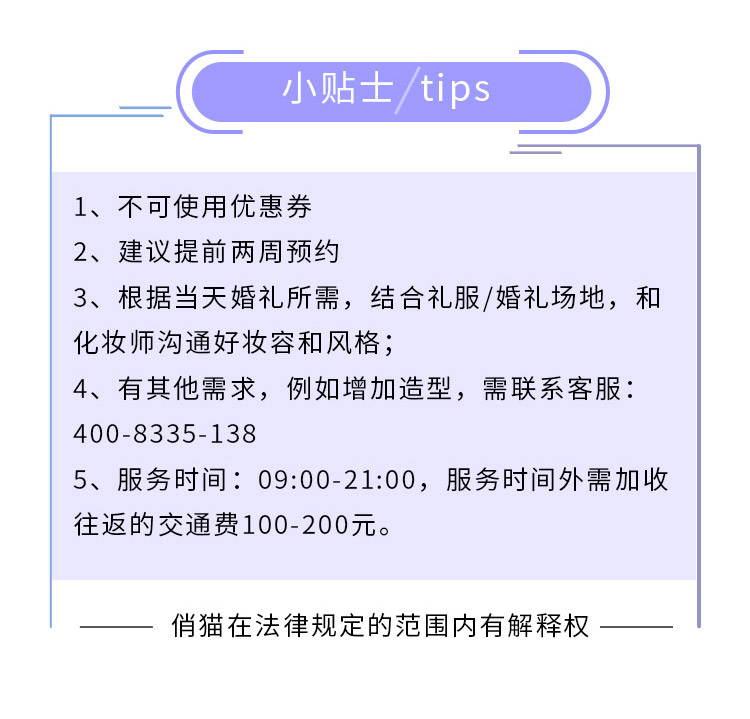 小贴士/tips
1、不可使用优惠券
2、建议提前两周预约
3、根据当天婚礼所需，结合礼服/婚礼场地，和
化妆师沟通好妆容和风格；
4、有其他需求，例如增加造型，需联系客服：
400-8335-138
5、服务时间：09:00-21:00，服务时间外需加收
往返的交通费100-200元。
俏猫在法律规定的范围内有解释权